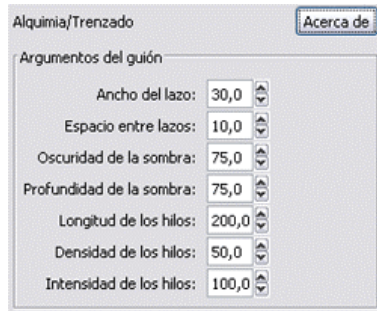 Alquimia/Trenzado Acerca de
Argumentos del guión
Ancho del lazo: 30,0
Espacio entre lazos: 10,0
Oscuridad de la sombra: 75,0
Profundidad de la sombra: 75,0
Longitud de los hilos: 200,0
Densidad de los hilos: 50,0
Intensidad de los hilos: 100,0